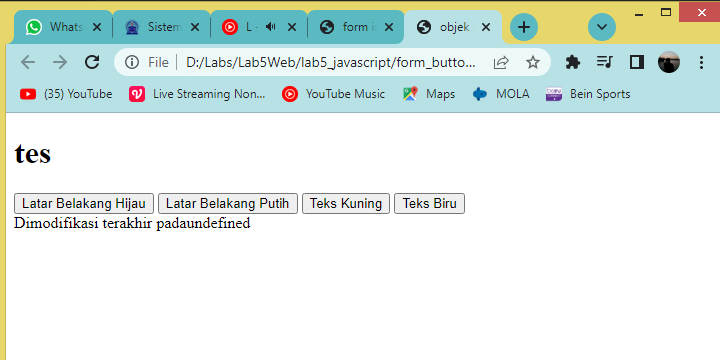 Whats
Sistem
L -
form i
objek
File
D:/Labs/Lab5Web/lab5_javascript/form_butto...
(35) YouTube
Live Streaming Non...
YouTube Music
Maps
MOLA
Bein Sports
tes
Latar Belakang Hijau
Latar Belakang Putih
Teks Kuning
Teks Biru
Dimodifikasi terakhir padaundefined